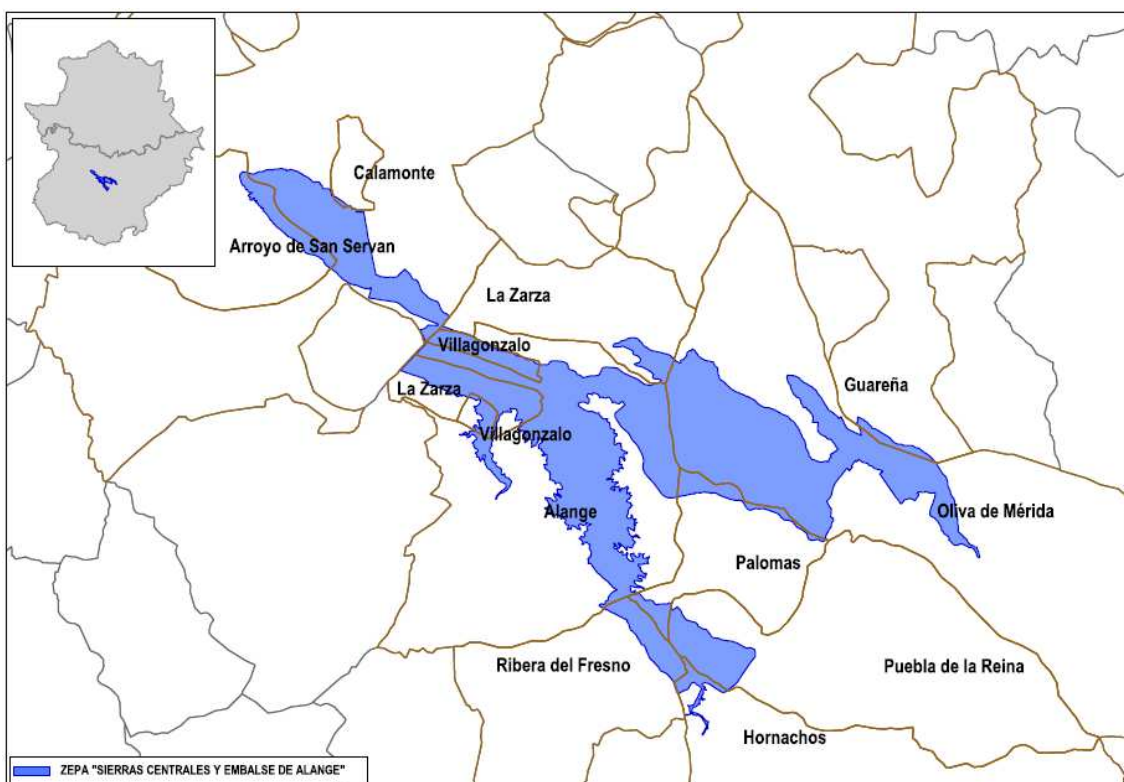 Calamonte
Arroyo de San Servan
La Zarza
Villagonzalo
Guareña
La Zarza
Villagonzalo
Alange
Oliva de Mérida
Palomas
Ribera del Fresno
Puebla de la Reina
Hornachos
ZEPA "SIERRAS CENTRALES Y EMBALSE DE ALANGE"